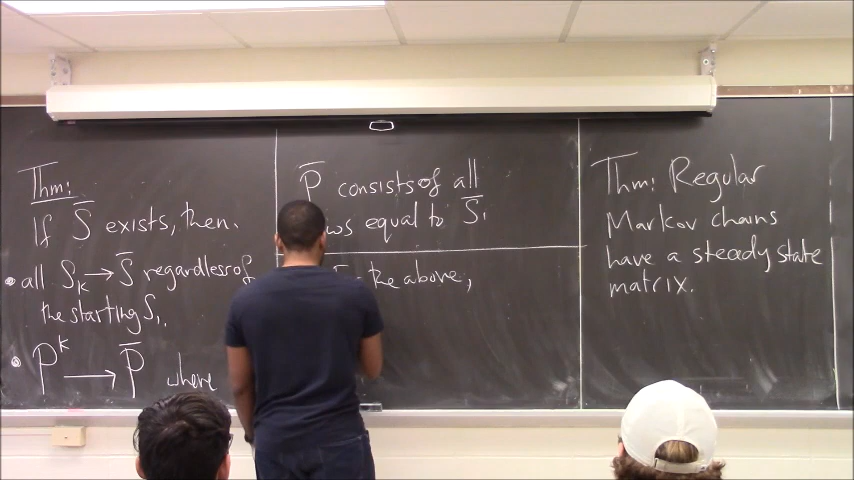 Thm:
If S̄ exists, then.
• all Sₖ → S̄ regardless of
the starting S₁.
• Pᵏ → P̄ where
P̄ consists of all
equal to S̄.
the above,
Thm: Regular
Markov chains
have a steady state
matrix.